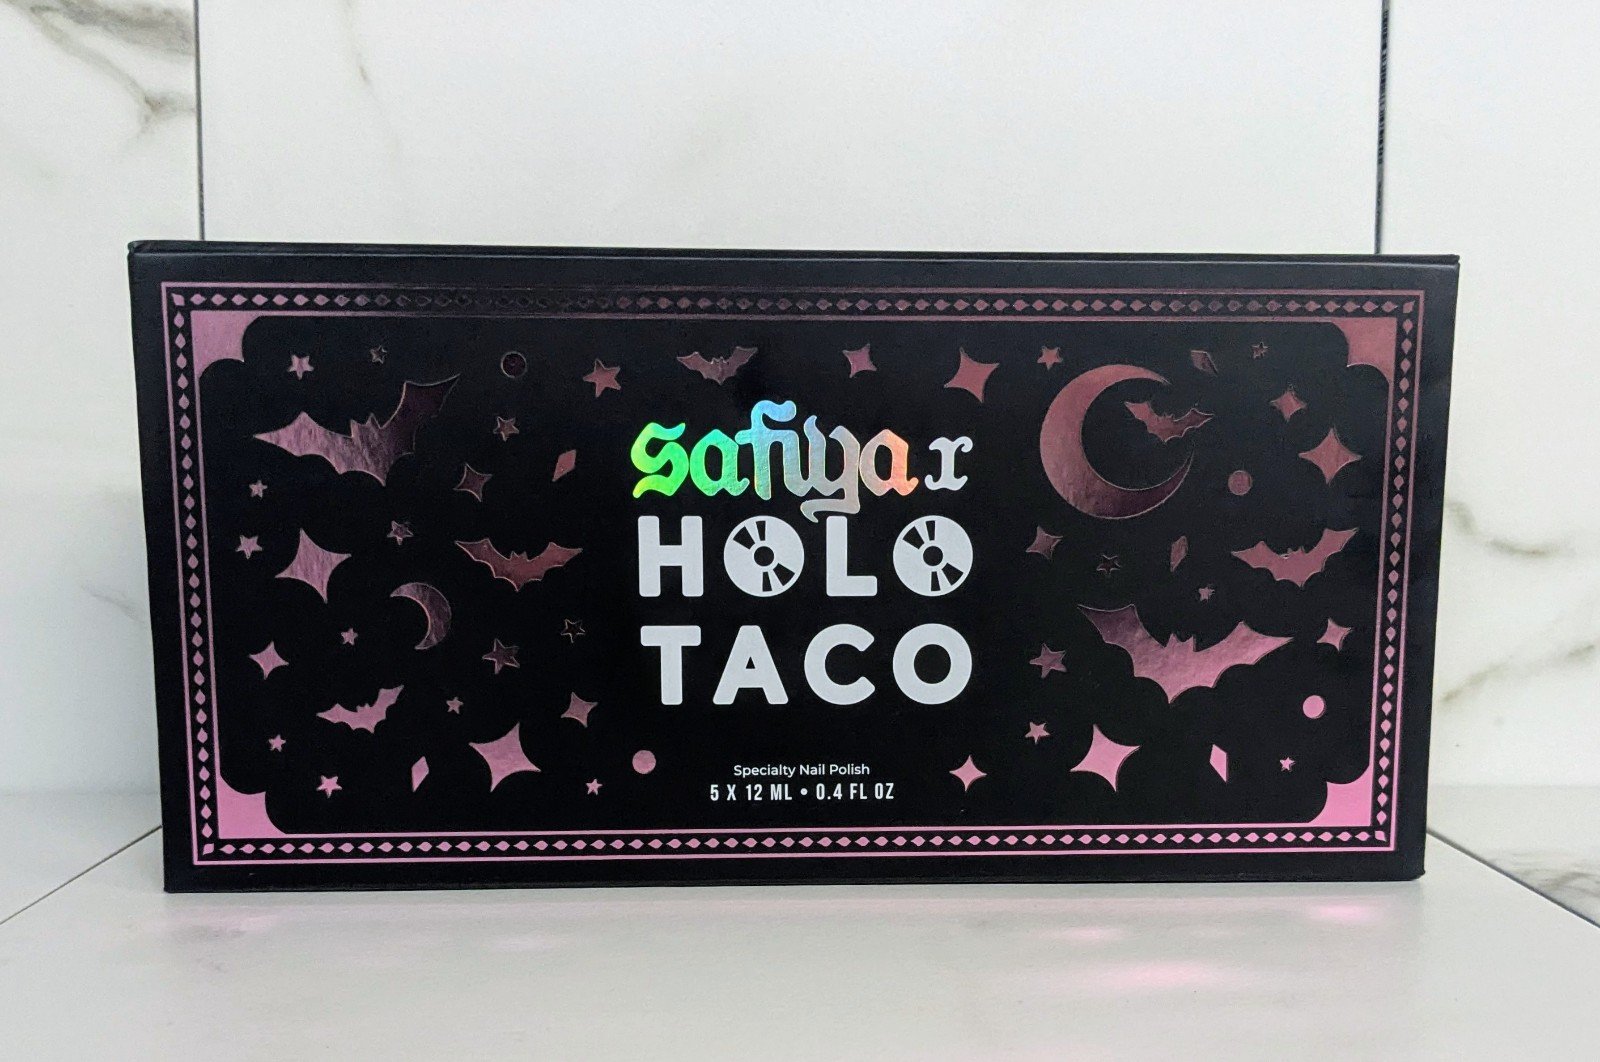 safiya x
HOLO
TACO
Specialty Nail Polish
5 X 12 ML • 0.4 FL OZ